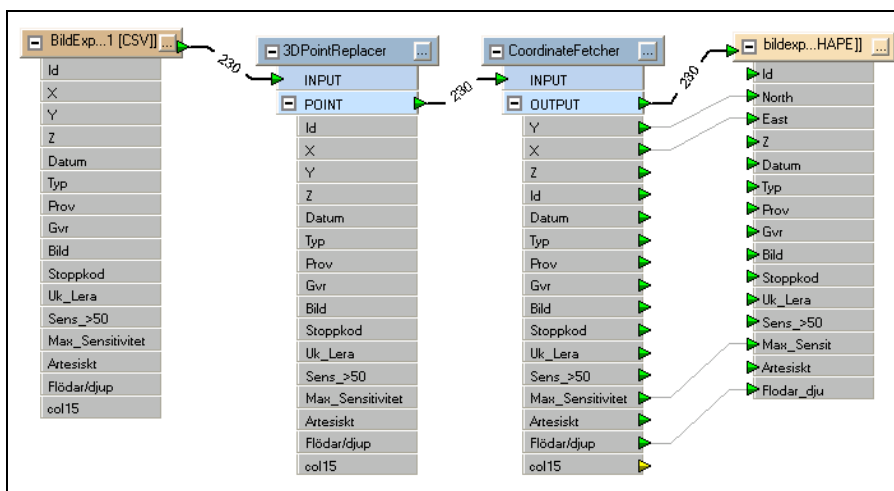 BildExp...1 [CSV]] ...
Id
X
Y
Z
Datum
Typ
Prov
Gvr
Bild
Stoppkod
Uk_Lera
Sens_>50
Max_Sensitivitet
Artesiskt
Flödar/djup
col15
230
3DPointReplacer ...
INPUT
POINT
Id
X
Y
Z
Datum
Typ
Prov
Gvr
Bild
Stoppkod
Uk_Lera
Sens_>50
Max_Sensitivitet
Artesiskt
Flödar/djup
col15
230
CoordinateFetcher ...
INPUT
OUTPUT
Y
X
Z
Id
Datum
Typ
Prov
Gvr
Bild
Stoppkod
Uk_Lera
Sens_>50
Max_Sensitivitet
Artesiskt
Flödar/djup
col15
230
bildexp...HAPE]] ...
Id
North
East
Z
Datum
Typ
Prov
Gvr
Bild
Stoppkod
Uk_Lera
Sens_>50
Max_Sensit
Artesiskt
Flodar_dju